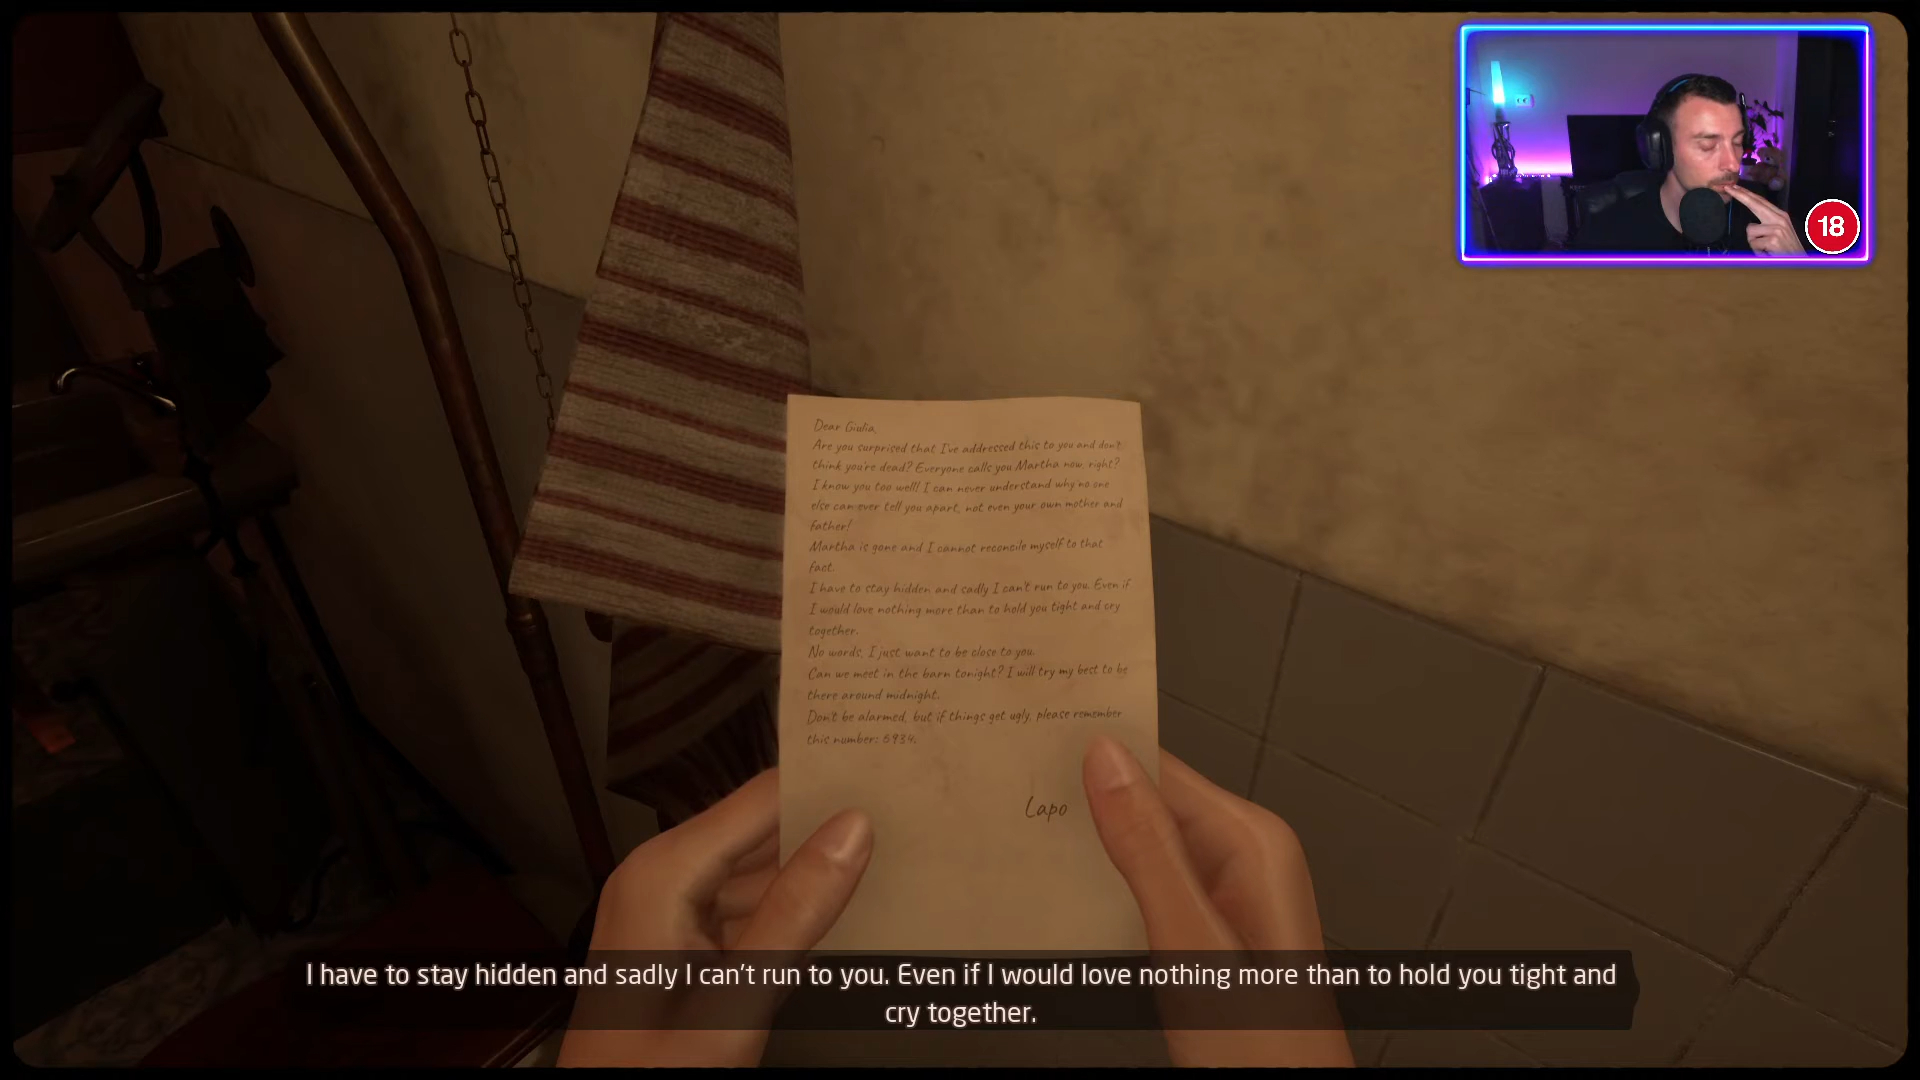 18
Dear Giulia,
Are you surprised that I've addressed this to you and don't
think you're dead? Everyone calls you Martha now, right?
I know you too well! I can never understand why no one
else can ever tell you apart, not even your own mother and
father!
Martha is gone and I cannot reconcile myself to that
fact.
I have to stay hidden and sadly I can't run to you. Even if
I would love nothing more than to hold you tight and cry
together.
No words, I just want to be close to you.
Can we meet in the barn tonight? I will try my best to be
there around midnight.
Don't be alarmed, but if things get ugly, please remember
this number: 5934.
Lapo
I have to stay hidden and sadly I can't run to you. Even if I would love nothing more than to hold you tight and
cry together.